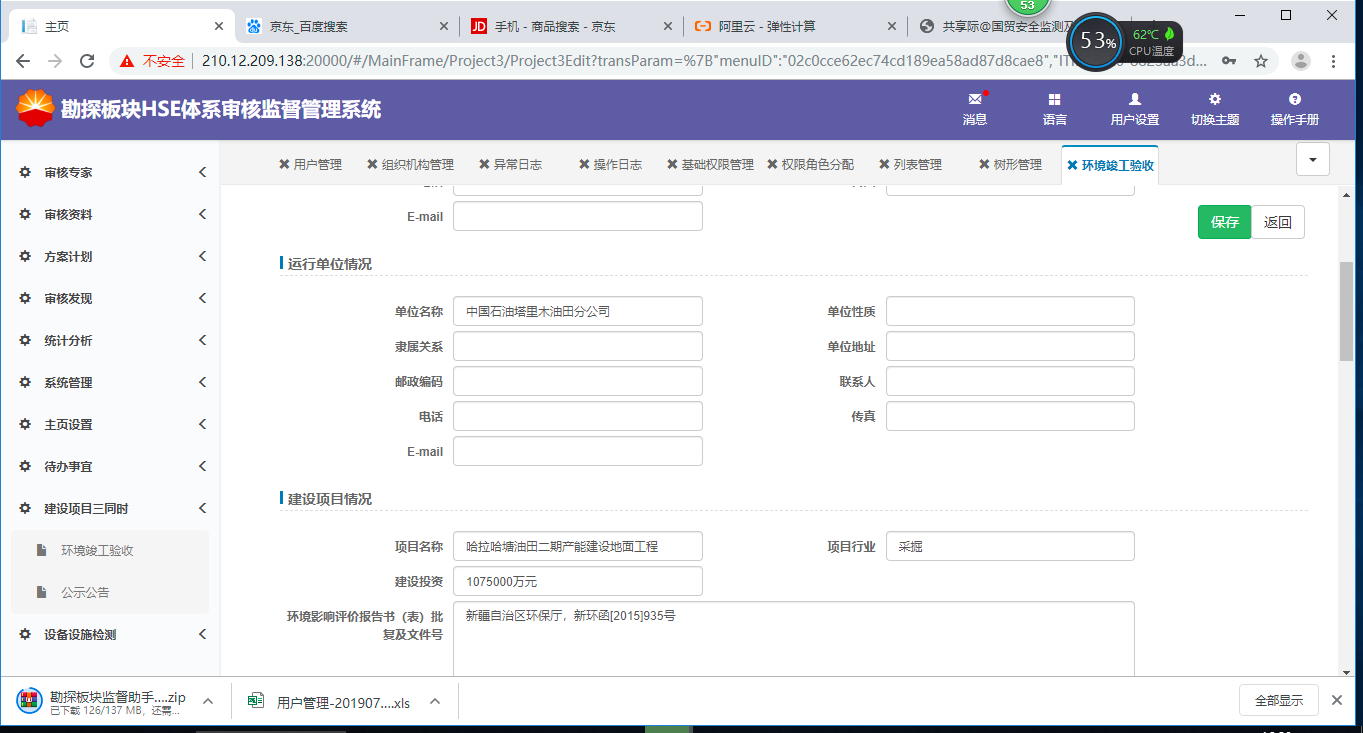 53
主页
京东_百度搜索
JD 手机 - 商品搜索 - 京东
阿里云 - 弹性计算
共享际@国贸安全监测及
53%
62℃
CPU温度
不安全
210.12.209.138:20000/#/MainFrame/Project3/Project3Edit?transParam=%7B"menuID":"02c0cce62ec74cd189ea58ad87d8cae8","ITI
勘探板块HSE体系审核监督管理系统
消息
语言
用户设置
切换主题
操作手册
用户管理
组织机构管理
异常日志
操作日志
基础权限管理
权限角色分配
列表管理
树形管理
环境竣工验收
审核专家
审核资料
方案计划
审核发现
统计分析
系统管理
主页设置
待办事宜
建设项目三同时
环境竣工验收
公示公告
设备设施检测
E-mail
保存
返回
运行单位情况
单位名称 中国石油塔里木油田分公司
单位性质
隶属关系
单位地址
邮政编码
联系人
电话
传真
E-mail
建设项目情况
项目名称 哈拉哈塘油田二期产能建设地面工程
项目行业 采掘
建设投资 1075000万元
环境影响评价报告书（表）批
复及文件号
新疆自治区环保厅，新环函[2015]935号
勘探板块监督助手....zip
已下载 126/137 MB，还需...
用户管理-201907....xls
全部显示